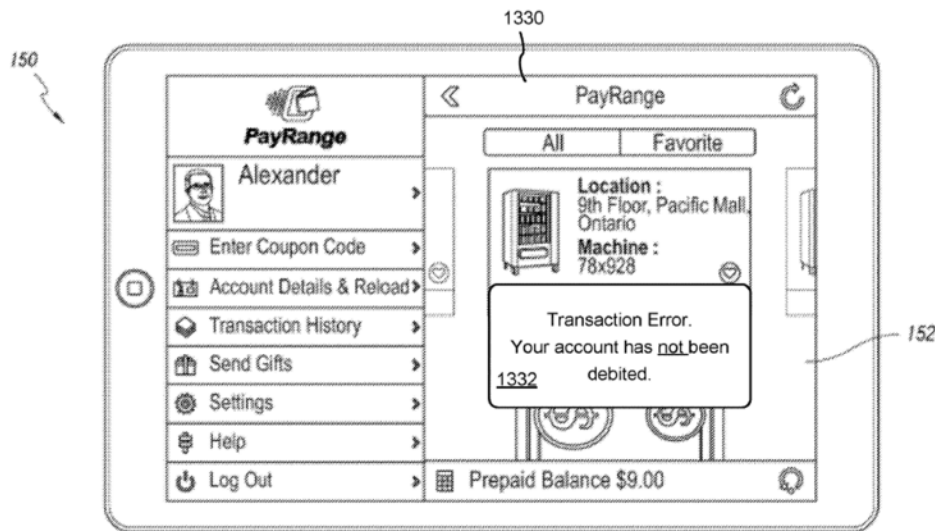 1330
150
PayRange
PayRange
All
Favorite
Alexander
Location :
9th Floor, Pacific Mall,
Ontario
Machine :
78x928
Enter Coupon Code
Account Details & Reload
Transaction History
Send Gifts
Settings
Help
Log Out
Transaction Error.
Your account has not been
debited.
1332
152
Prepaid Balance $9.00